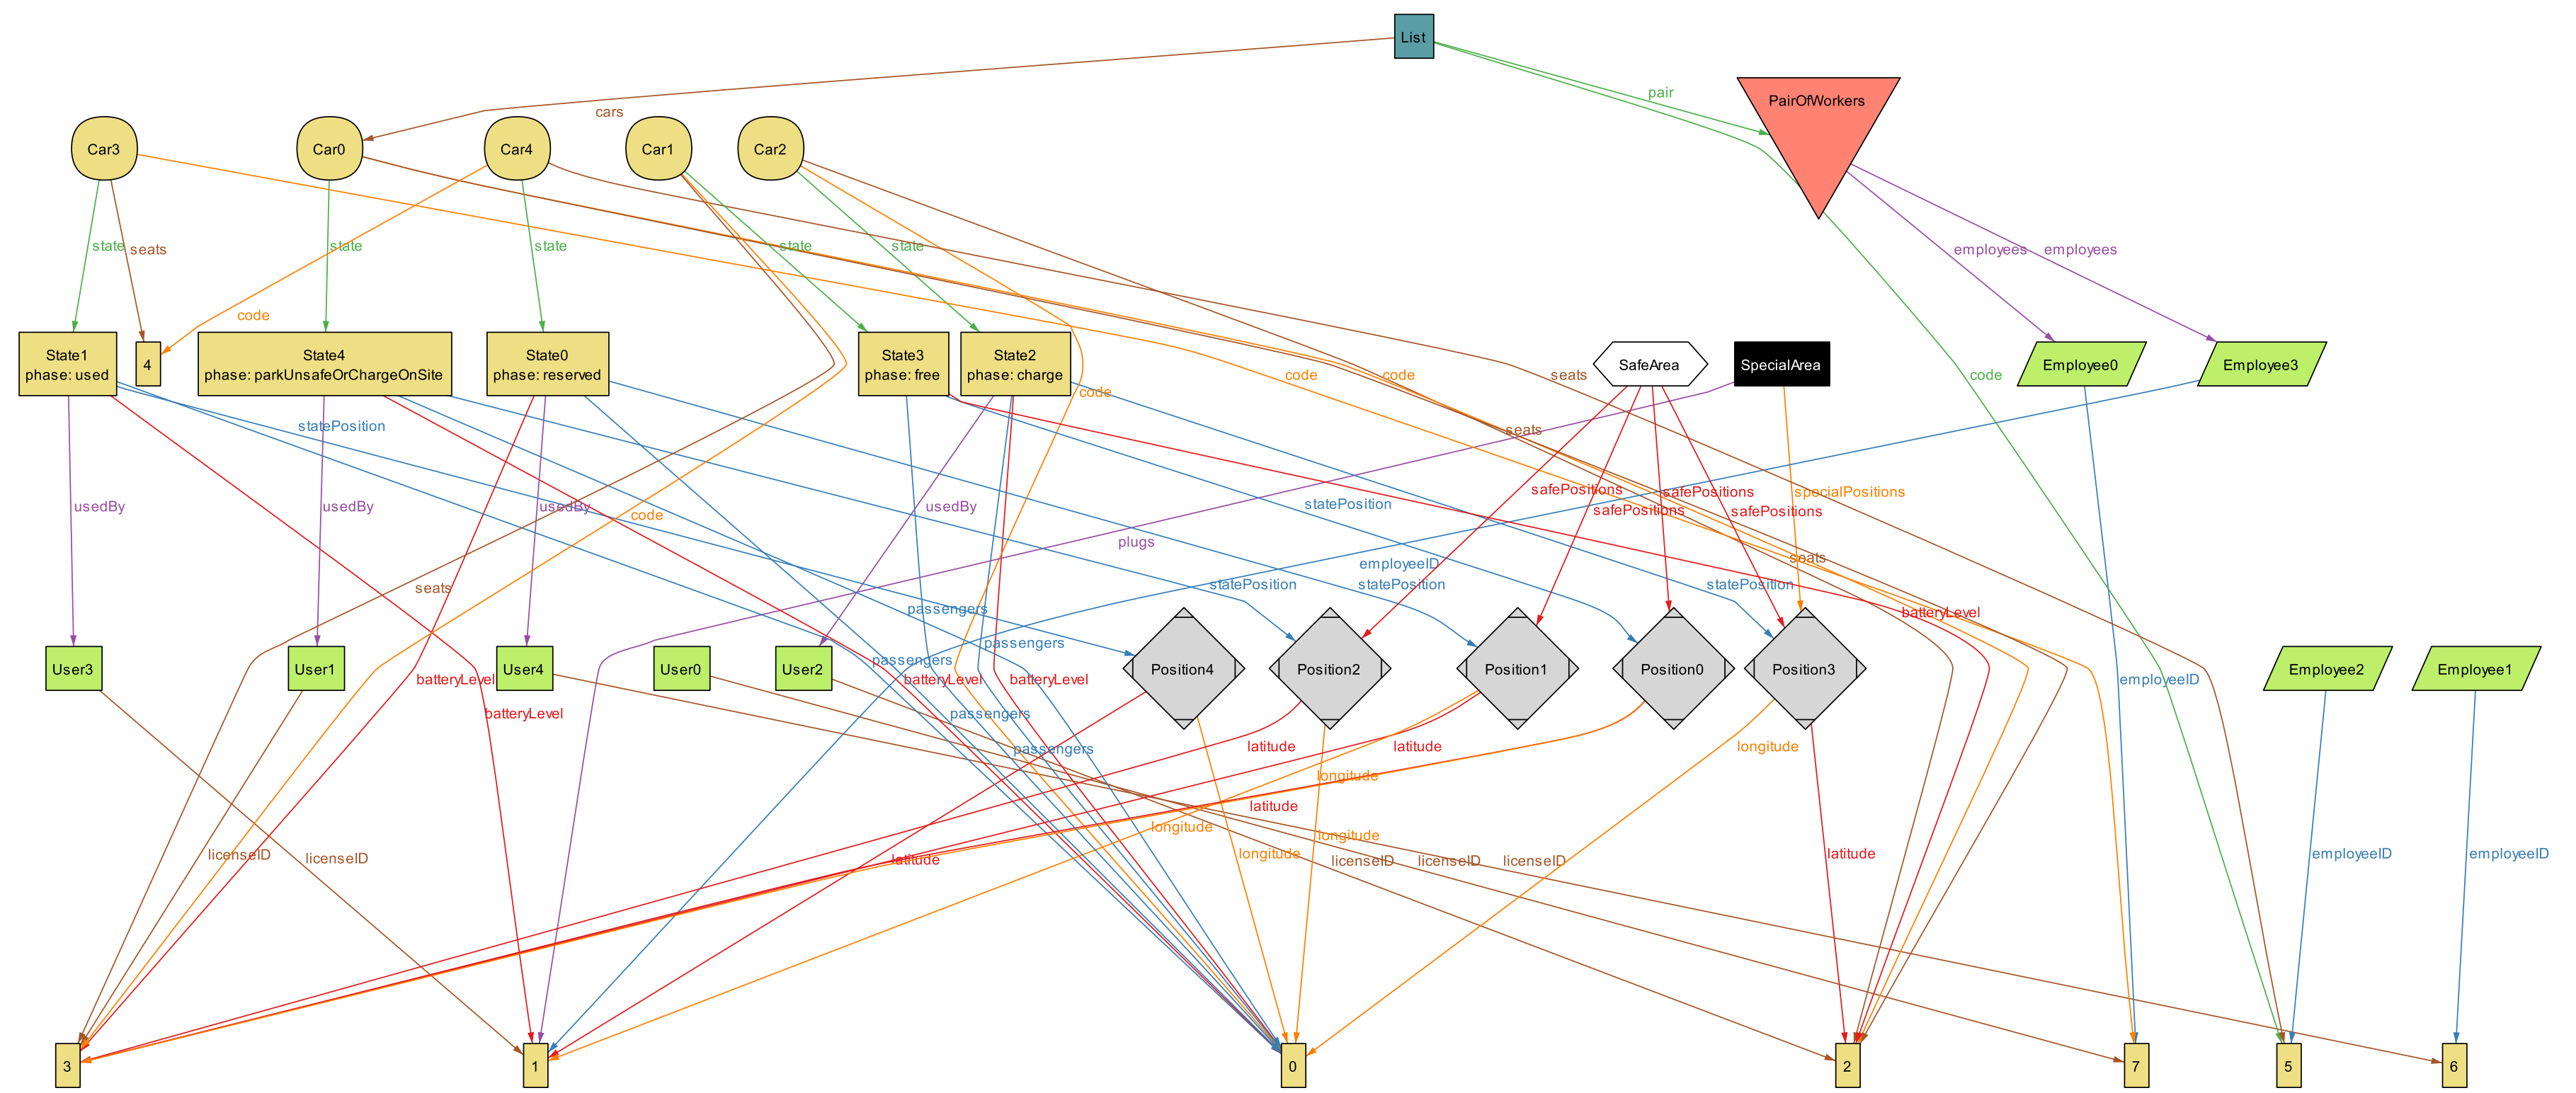 List
pair
cars
PairOfWorkers
Car3
Car0
Car4
Car1
Car2
state
seats
state
state
state
state
employees
employees
code
code
code
code
seats
code
code
State1
phase: used
4
State4
phase: parkUnsafeOrChargeOnSite
State0
phase: reserved
State3
phase: free
State2
phase: charge
SafeArea
SpecialArea
Employee0
Employee3
statePosition
seats
usedBy
usedBy
usedBy
code
usedBy
statePosition
safePositions
safePositions
safePositions
safePositions
specialPositions
plugs
employeeID
seats
seats
statePosition
statePosition
statePosition
passengers
batteryLevel
User3
User1
User4
User0
User2
Position4
Position2
Position1
Position0
Position3
Employee2
Employee1
passengers
passengers
batteryLevel
batteryLevel
batteryLevel
employeeID
batteryLevel
passengers
passengers
latitude
latitude
longitude
longitude
latitude
longitude
longitude
longitude
licenseID
licenseID
latitude
licenseID
licenseID
licenseID
latitude
employeeID
employeeID
3
1
0
2
7
5
6